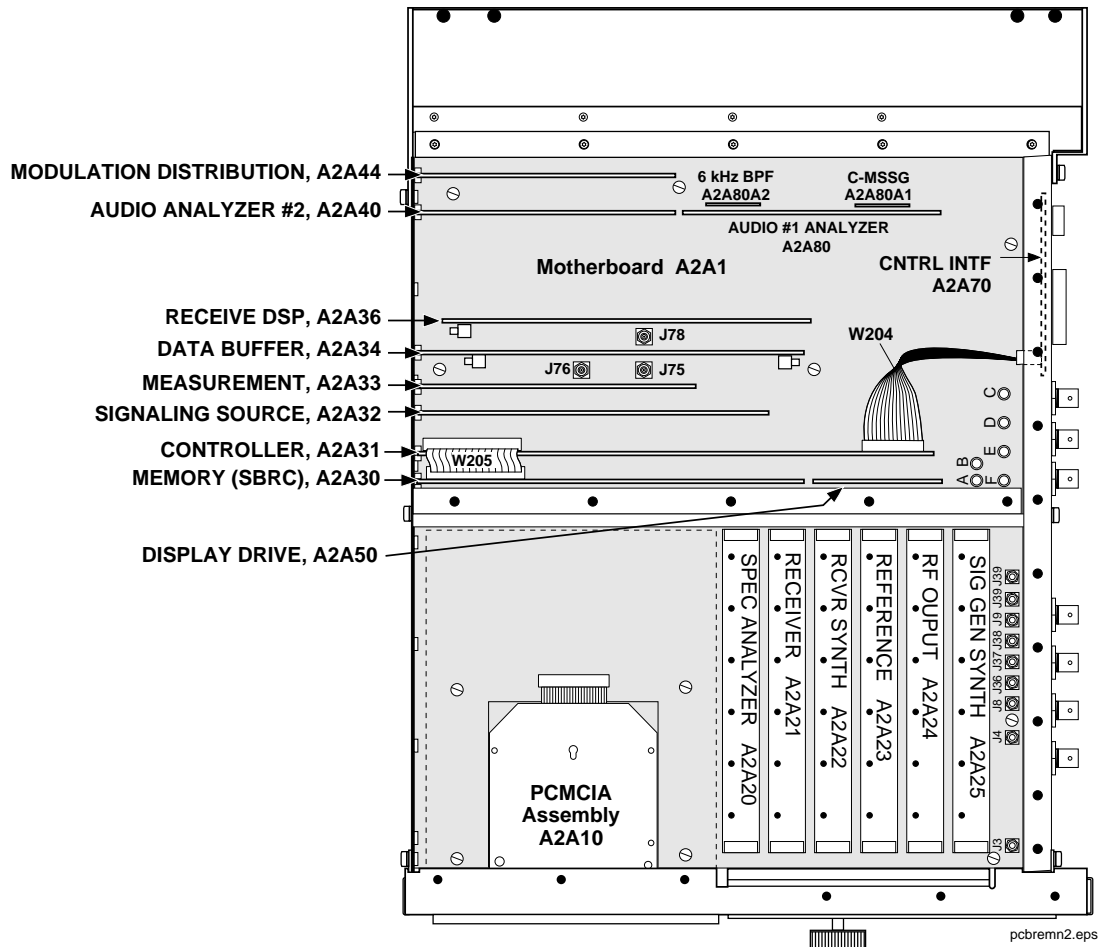 MODULATION DISTRIBUTION, A2A44
AUDIO ANALYZER #2, A2A40
6 kHz BPF
A2A80A2
C-MSSG
A2A80A1
AUDIO #1 ANALYZER
A2A80
Motherboard A2A1
CNTRL INTF
A2A70
RECEIVE DSP, A2A36
J78
DATA BUFFER, A2A34
W204
J76
J75
MEASUREMENT, A2A33
SIGNALING SOURCE, A2A32
CONTROLLER, A2A31
W205
MEMORY (SBRC), A2A30
C
D
E
B
A
F
DISPLAY DRIVE, A2A50
SPEC ANALYZER A2A20
RECEIVER A2A21
RCVR SYNTH A2A22
REFERENCE A2A23
RF OUPUT A2A24
SIG GEN SYNTH A2A25
J39
J39
J9
J38
J37
J36
J8
J4
J3
PCMCIA
Assembly
A2A10
pcbremn2.eps